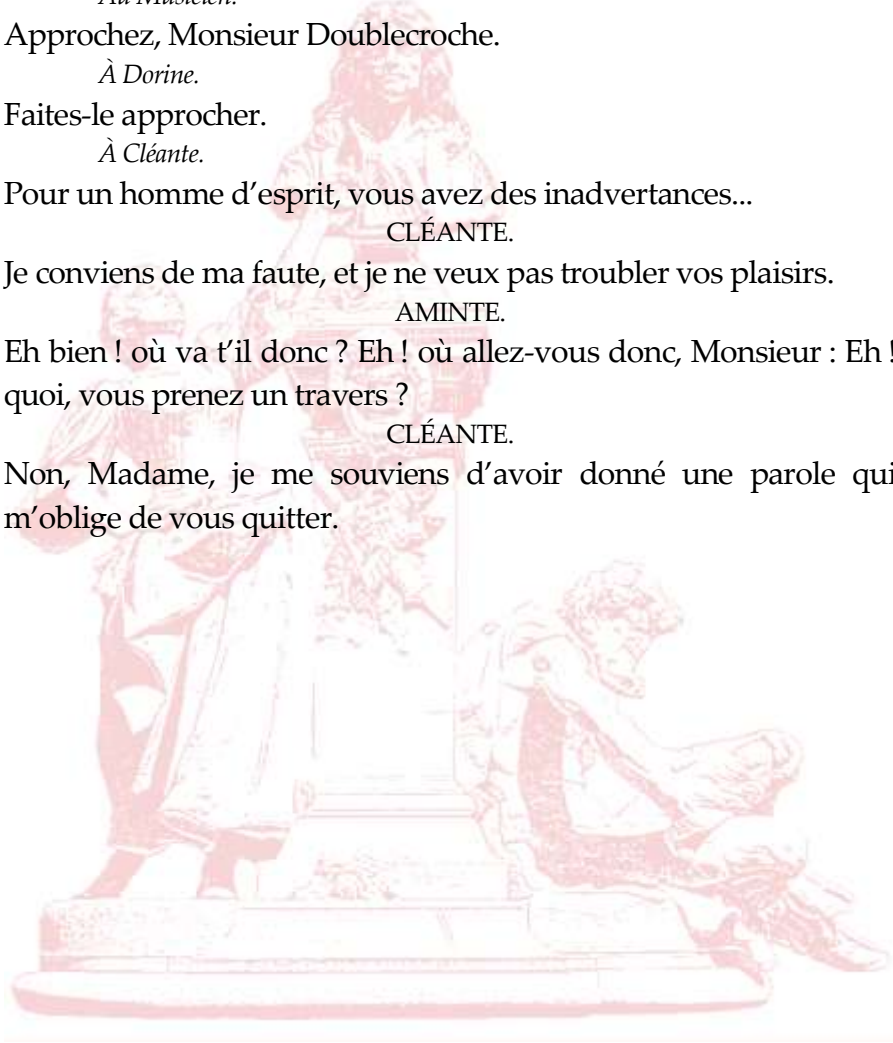 Au Musicien.
Approchez, Monsieur Doublecroche.
À Dorine.
Faites-le approcher.
À Cléante.
Pour un homme d’esprit, vous avez des inadvertances...
CLÉANTE.
Je conviens de ma faute, et je ne veux pas troubler vos plaisirs.
AMINTE.
Eh bien ! où va t’il donc ? Eh ! où allez-vous donc, Monsieur : Eh !
quoi, vous prenez un travers ?
CLÉANTE.
Non, Madame, je me souviens d’avoir donné une parole qui
m’oblige de vous quitter.